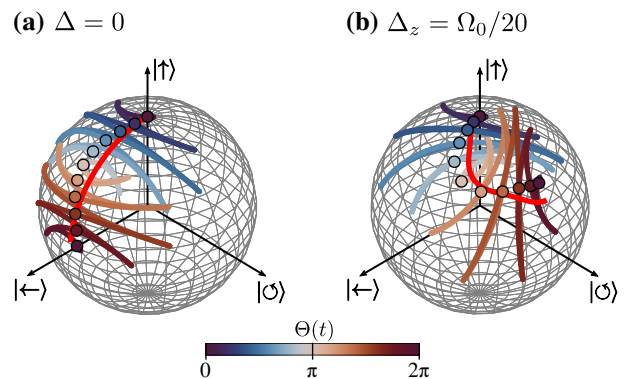 (a) Δ = 0
(b) Δ_z = Ω_0/20
|↑⟩
|↑⟩
|←⟩
|↺⟩
|←⟩
|↺⟩
Θ(t)
0 π 2π